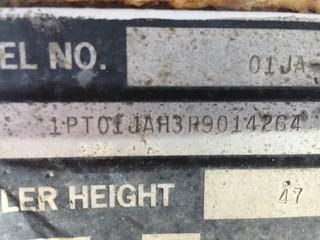 EL NO. 01JA-
1PT01JAH3R9014264
LER HEIGHT 47